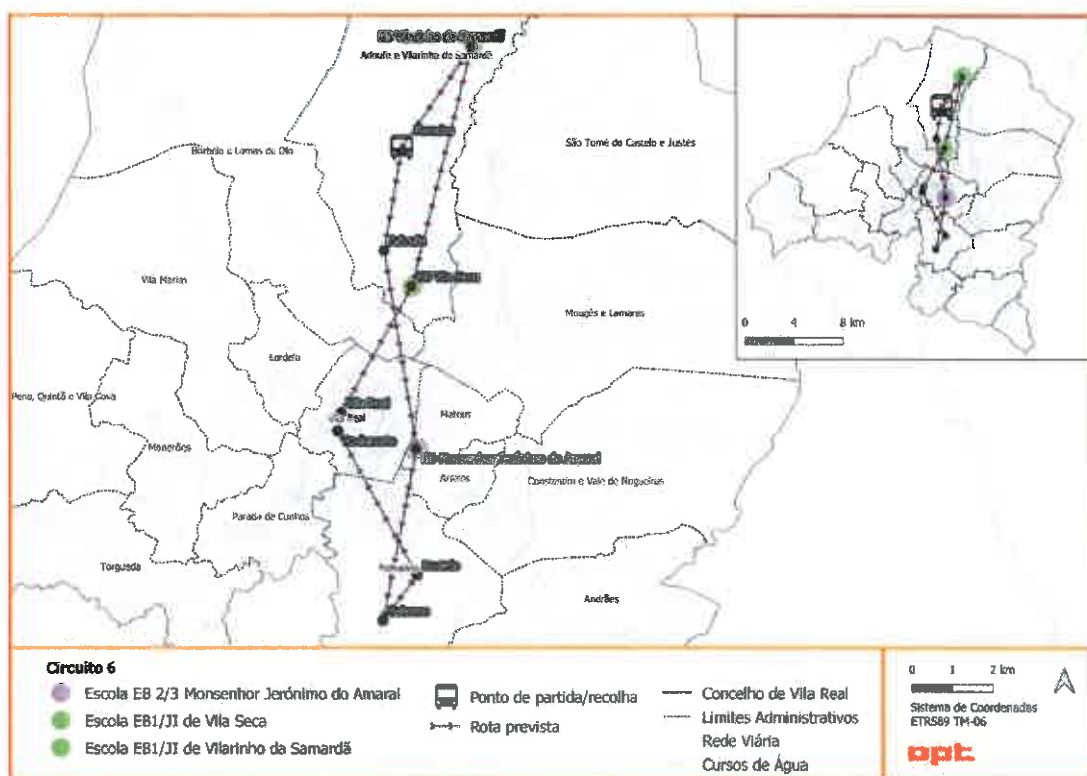 Adoufe e Vilarinho de Samardã
São Tomé do Castelo e Justes
Borbela e Lamas de Olo
Vila Marim
Mouçós e Lamares
Lordelo
Pena, Quintã e Vila Cova
Mateus
Real
Mondrões
Arroios
Constantim e Vale de Nogueiras
Parada de Cunhos
Torgueda
Andrães
0 4 8 km
Circuito 6
Escola EB 2/3 Monsenhor Jerónimo do Amaral
Escola EB1/JI de Vila Seca
Escola EB1/JI de Vilarinho da Samardã
Ponto de partida/recolha
Rota prevista
Concelho de Vila Real
Limites Administrativos
Rede Viária
Cursos de Água
0 1 2 km
Sistema de Coordenadas
ETRS89 TM-06
opt